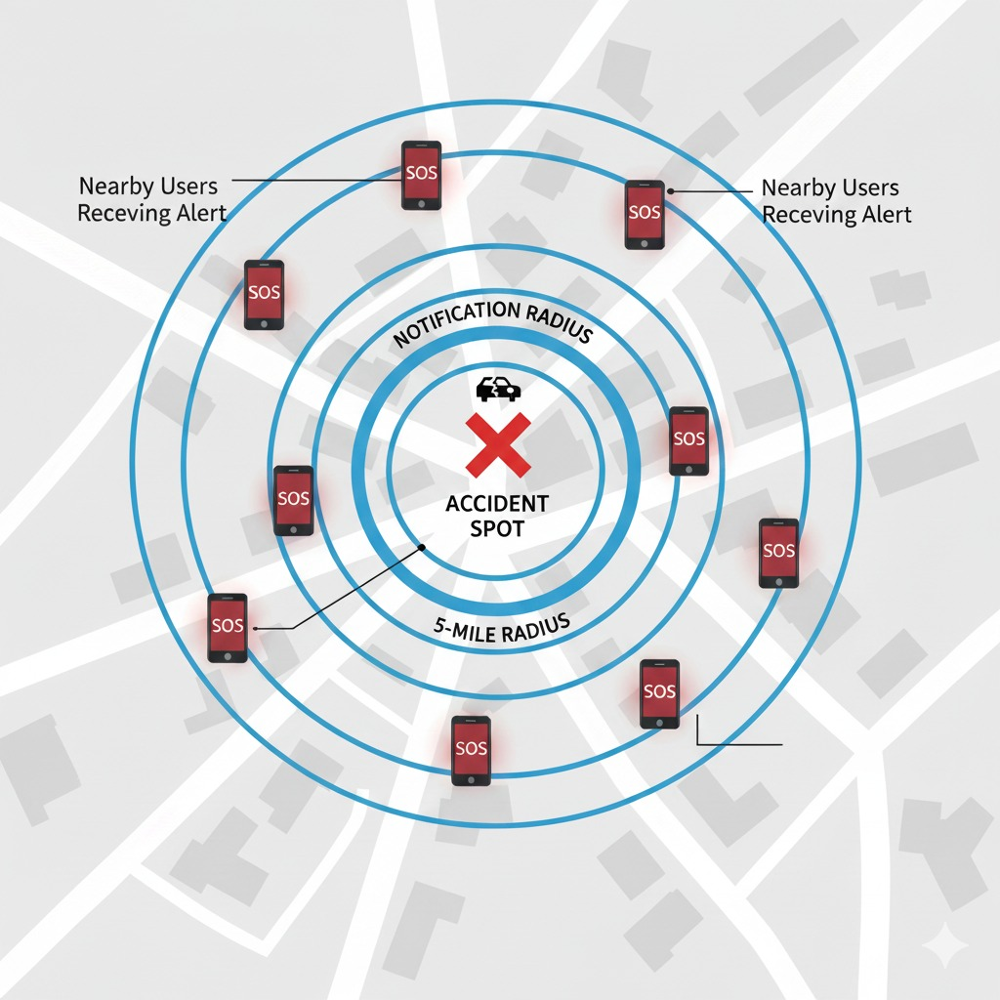 SOS
Nearby Users
Receving Alert
SOS
Nearby Users
Receving Alert
SOS
NOTIFICATION RADIUS
SOS
ACCIDENT
SPOT
SOS
SOS
SOS
5-MILE RADIUS
SOS
SOS